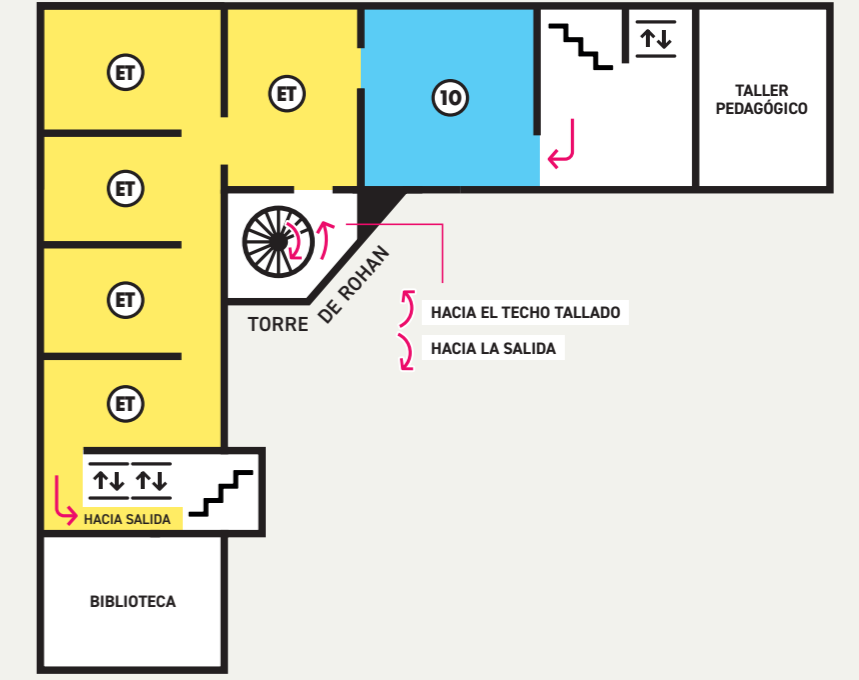 ET
ET
10
TALLER
PEDAGÓGICO
ET
ET
TORRE DE ROHAN
HACIA EL TECHO TALLADO
HACIA LA SALIDA
ET
HACIA SALIDA
BIBLIOTECA